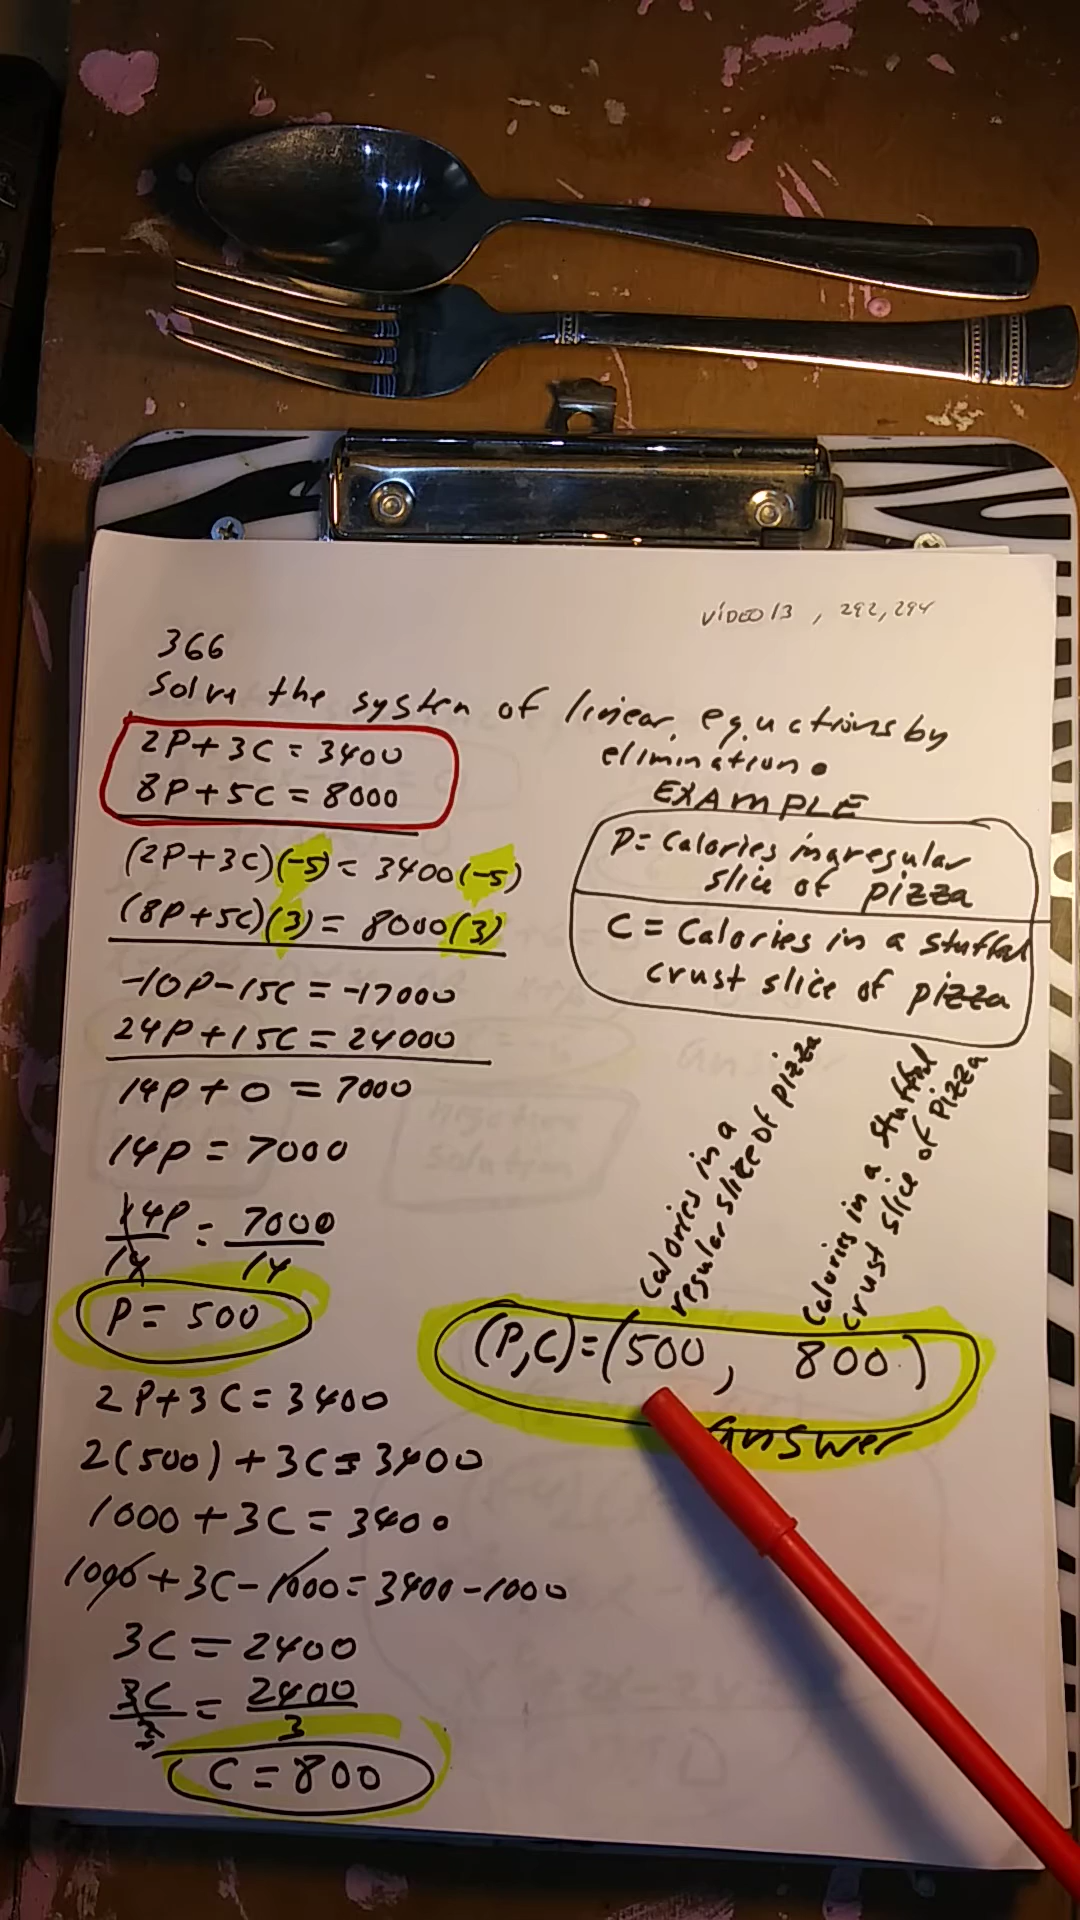 VIDEO 13, 292, 294
366
Solve the system of linear equations by
elimination.
2P+3C=3400
8P+5C=8000
EXAMPLE
P=Calories in a regular
slice of pizza
C=Calories in a stuffed
crust slice of pizza
(2P+3C)(-5)=3400(-5)
(8P+5C)(3)=8000(3)
-10P-15C=-17000
24P+15C=24000
14P+0=7000
14P=7000
14P/14=7000/14
P=500
2P+3C=3400
2(500)+3C=3400
1000+3C=3400
1000+3C-1000=3400-1000
3C=2400
3C/3=2400/3
C=800
Calories in a
regular slice of pizza
Calories in a stuffed
crust slice of pizza
(P,C)=(500, 800)
answer